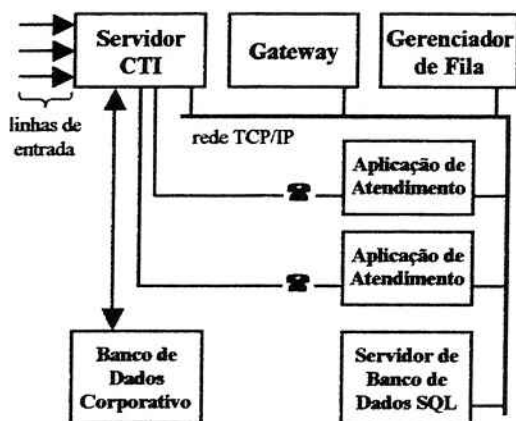 Servidor
CTI
Gateway
Gerenciador
de Fila
linhas de
entrada
rede TCP/IP
Aplicação de
Atendimento
Aplicação de
Atendimento
Banco de
Dados
Corporativo
Servidor de
Banco de
Dados SQL